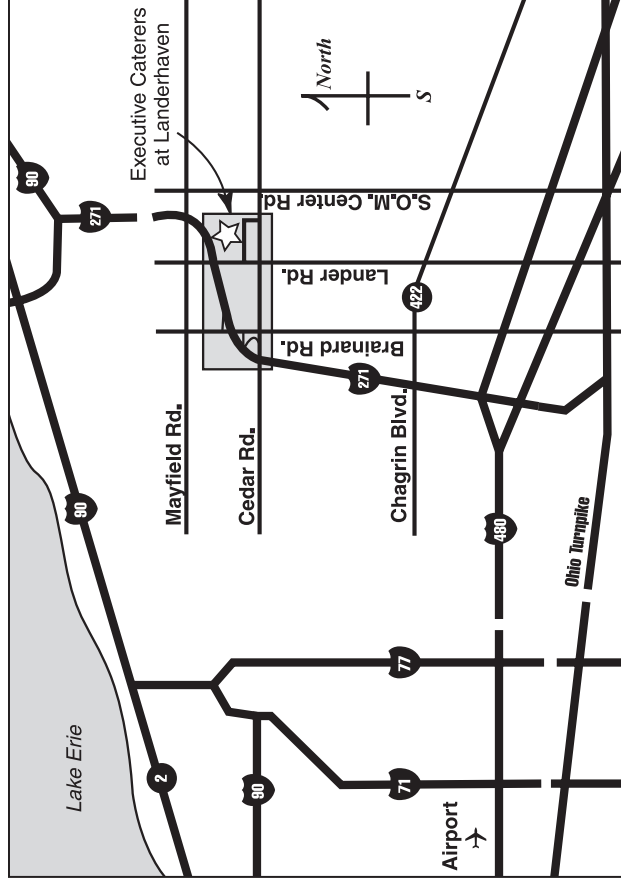 Executive Caterers
at Landerhaven
North
S
90
271
90
Lake Erie
2
90
Mayfield Rd.
Cedar Rd.
Chagrin Blvd.
S.O.M. Center Rd.
Lander Rd.
Brainard Rd.
422
271
480
Ohio Turnpike
77
71
Airport